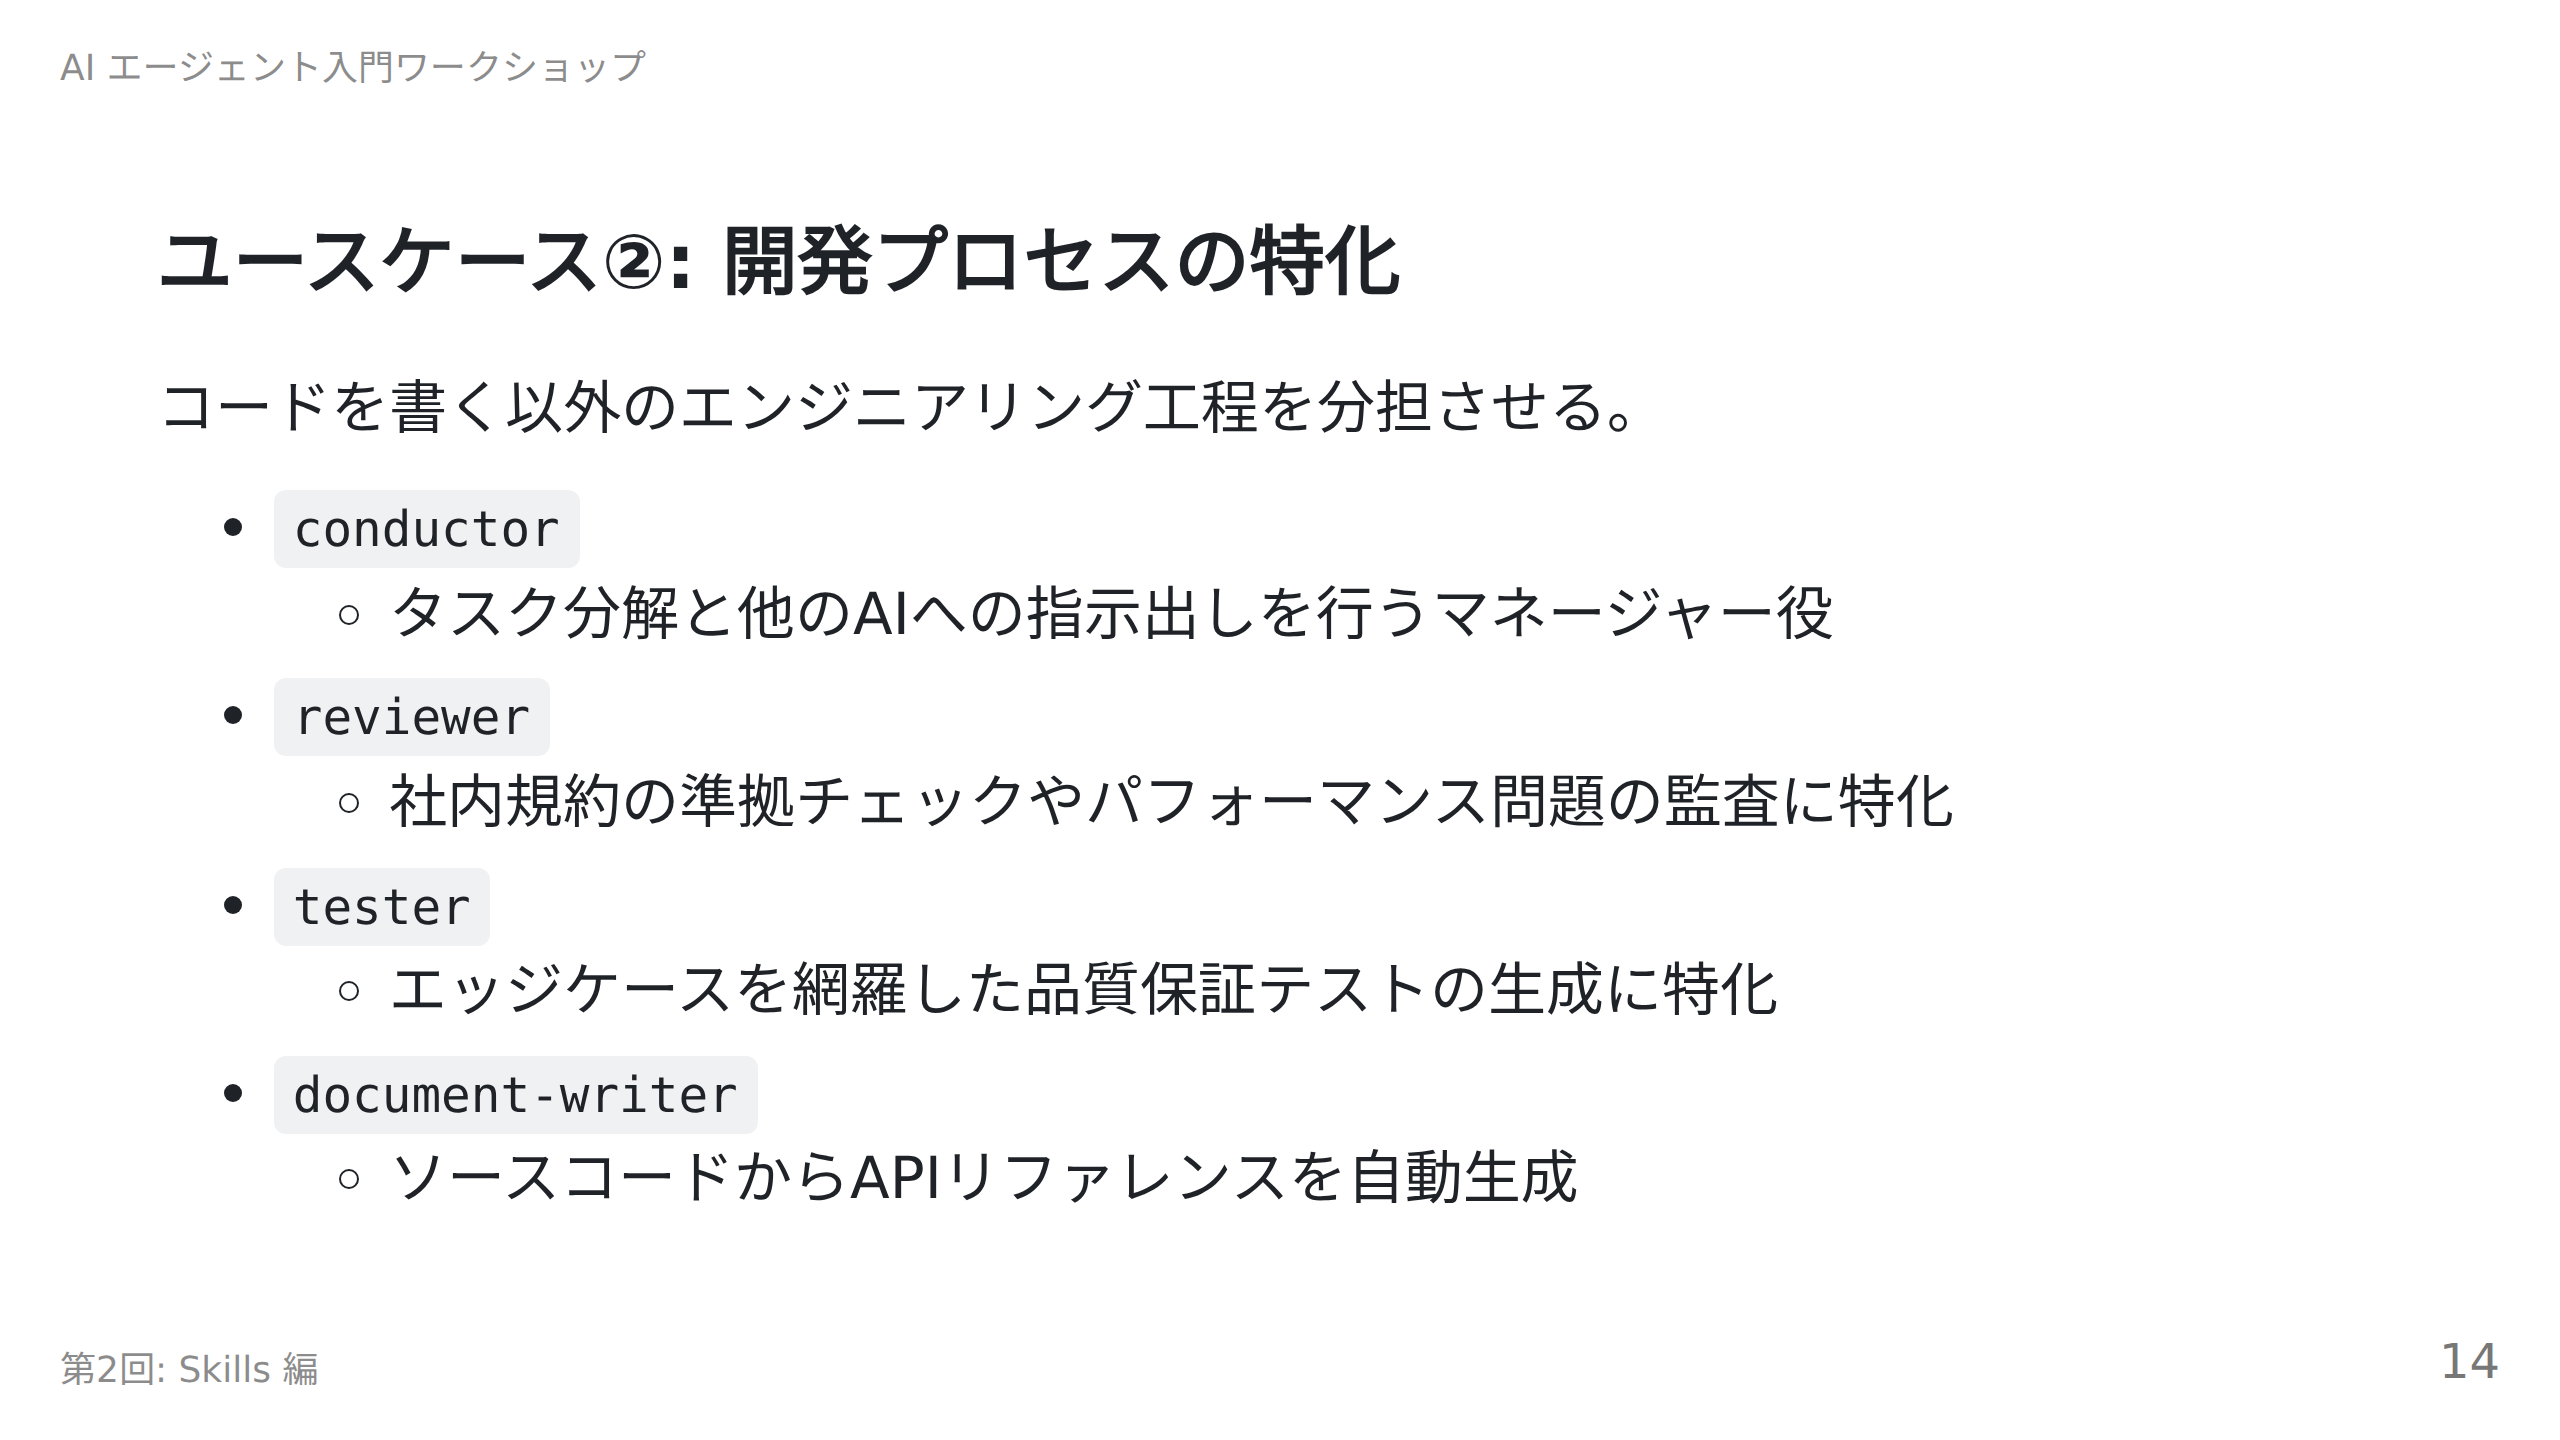 AI エージェント入門ワークショップ
ユースケース②: 開発プロセスの特化
コードを書く以外のエンジニアリング工程を分担させる。
conductor
タスク分解と他のAIへの指示出しを行うマネージャー役
reviewer
社内規約の準拠チェックやパフォーマンス問題の監査に特化
tester
エッジケースを網羅した品質保証テストの生成に特化
document-writer
ソースコードからAPIリファレンスを自動生成
第2回: Skills 編
14